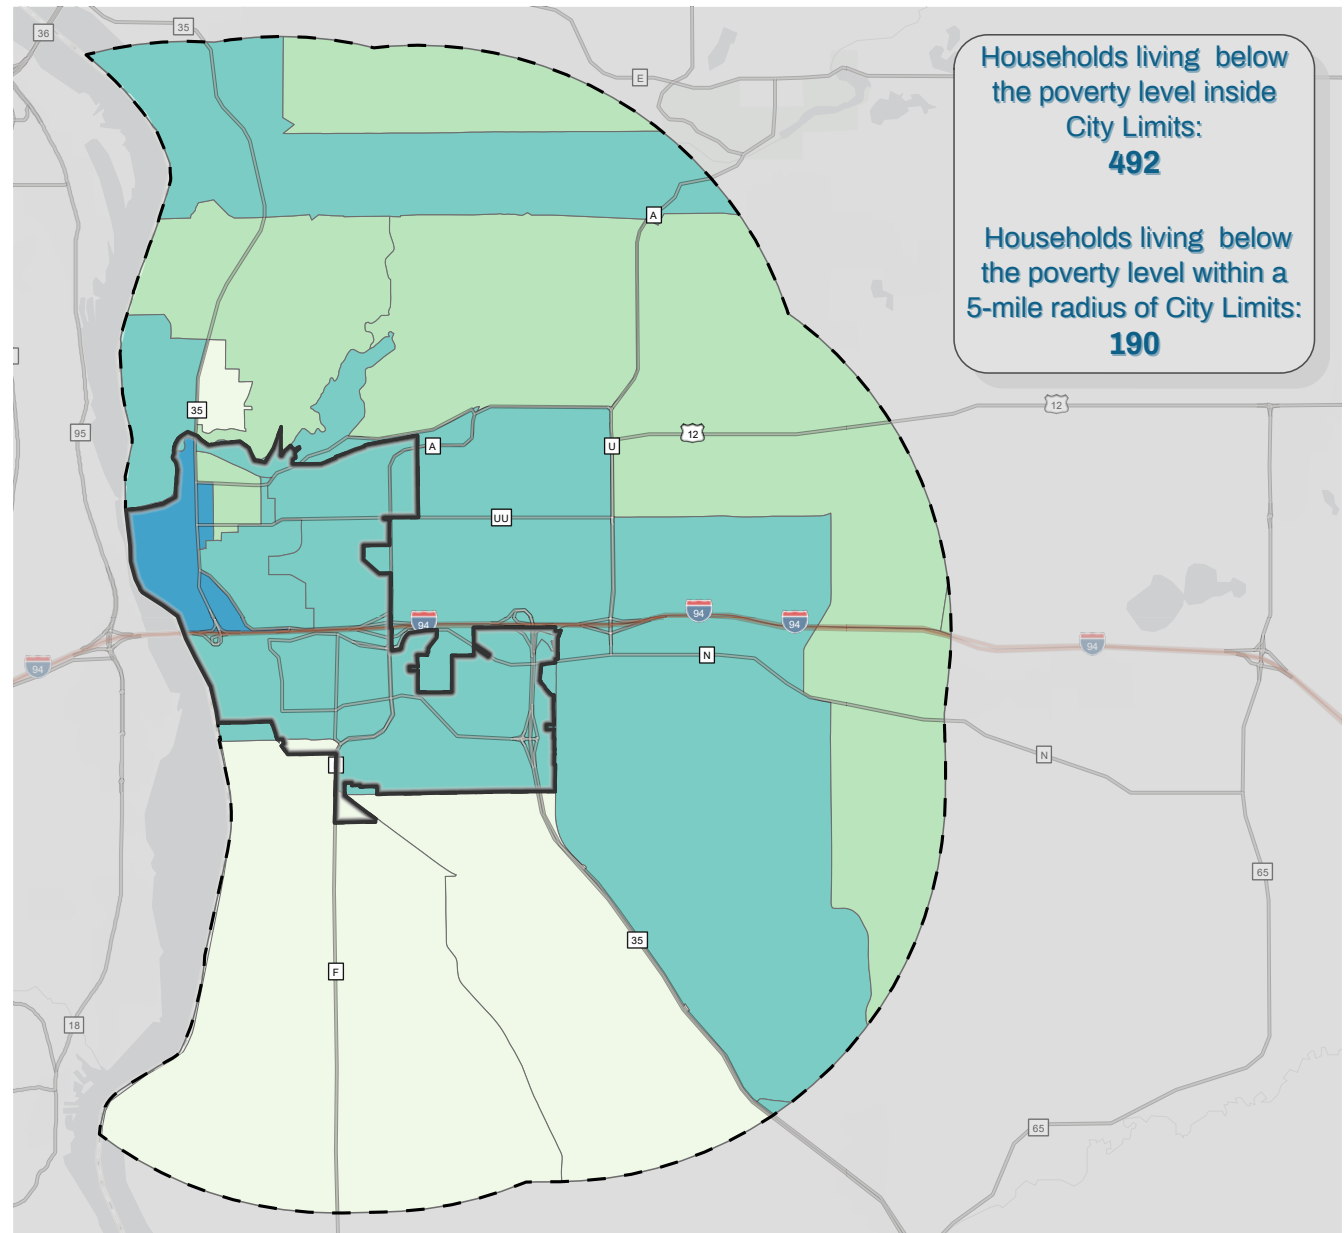 36
35
E
Households living below
the poverty level inside
City Limits:
492
Households living below
the poverty level within a
5-mile radius of City Limits:
190
A
35
12
95
A
U
12
UU
94
94
94
94
94
N
N
65
35
F
18
65